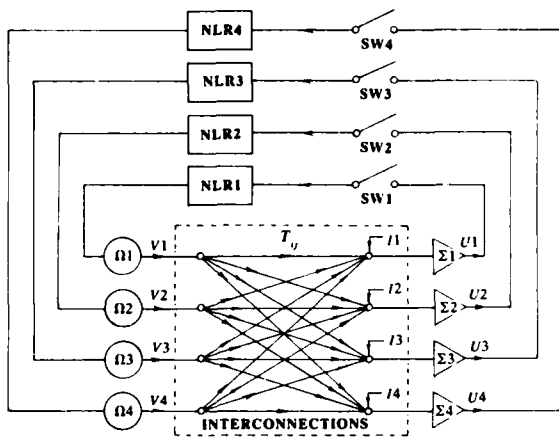 NLR4
SW4
NLR3
SW3
NLR2
SW2
NLR1
SW1
Tij
Ω1 V1 I1 Σ1 U1
Ω2 V2 I2 Σ2 U2
Ω3 V3 I3 Σ3 U3
Ω4 V4 I4 Σ4 U4
INTERCONNECTIONS